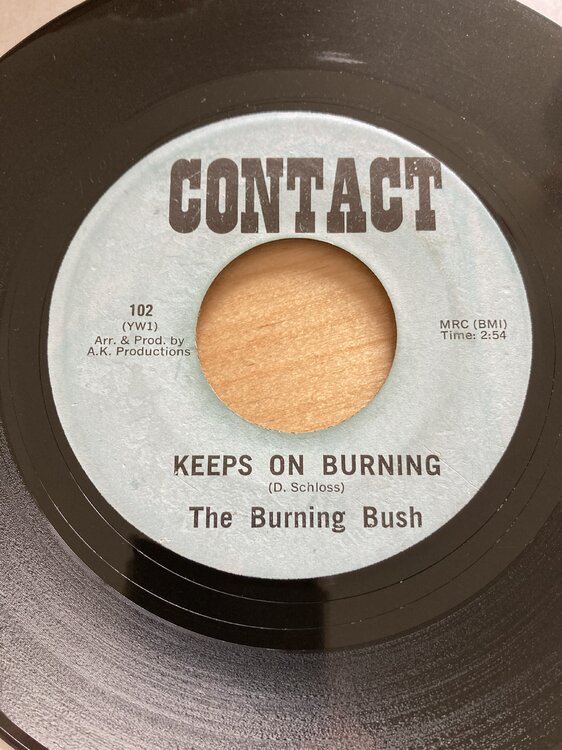 CONTACT
102
(YW1)
Arr. & Prod. by
A.K. Productions
MRC (BMI)
Time: 2:54
KEEPS ON BURNING
(D. Schloss)
The Burning Bush